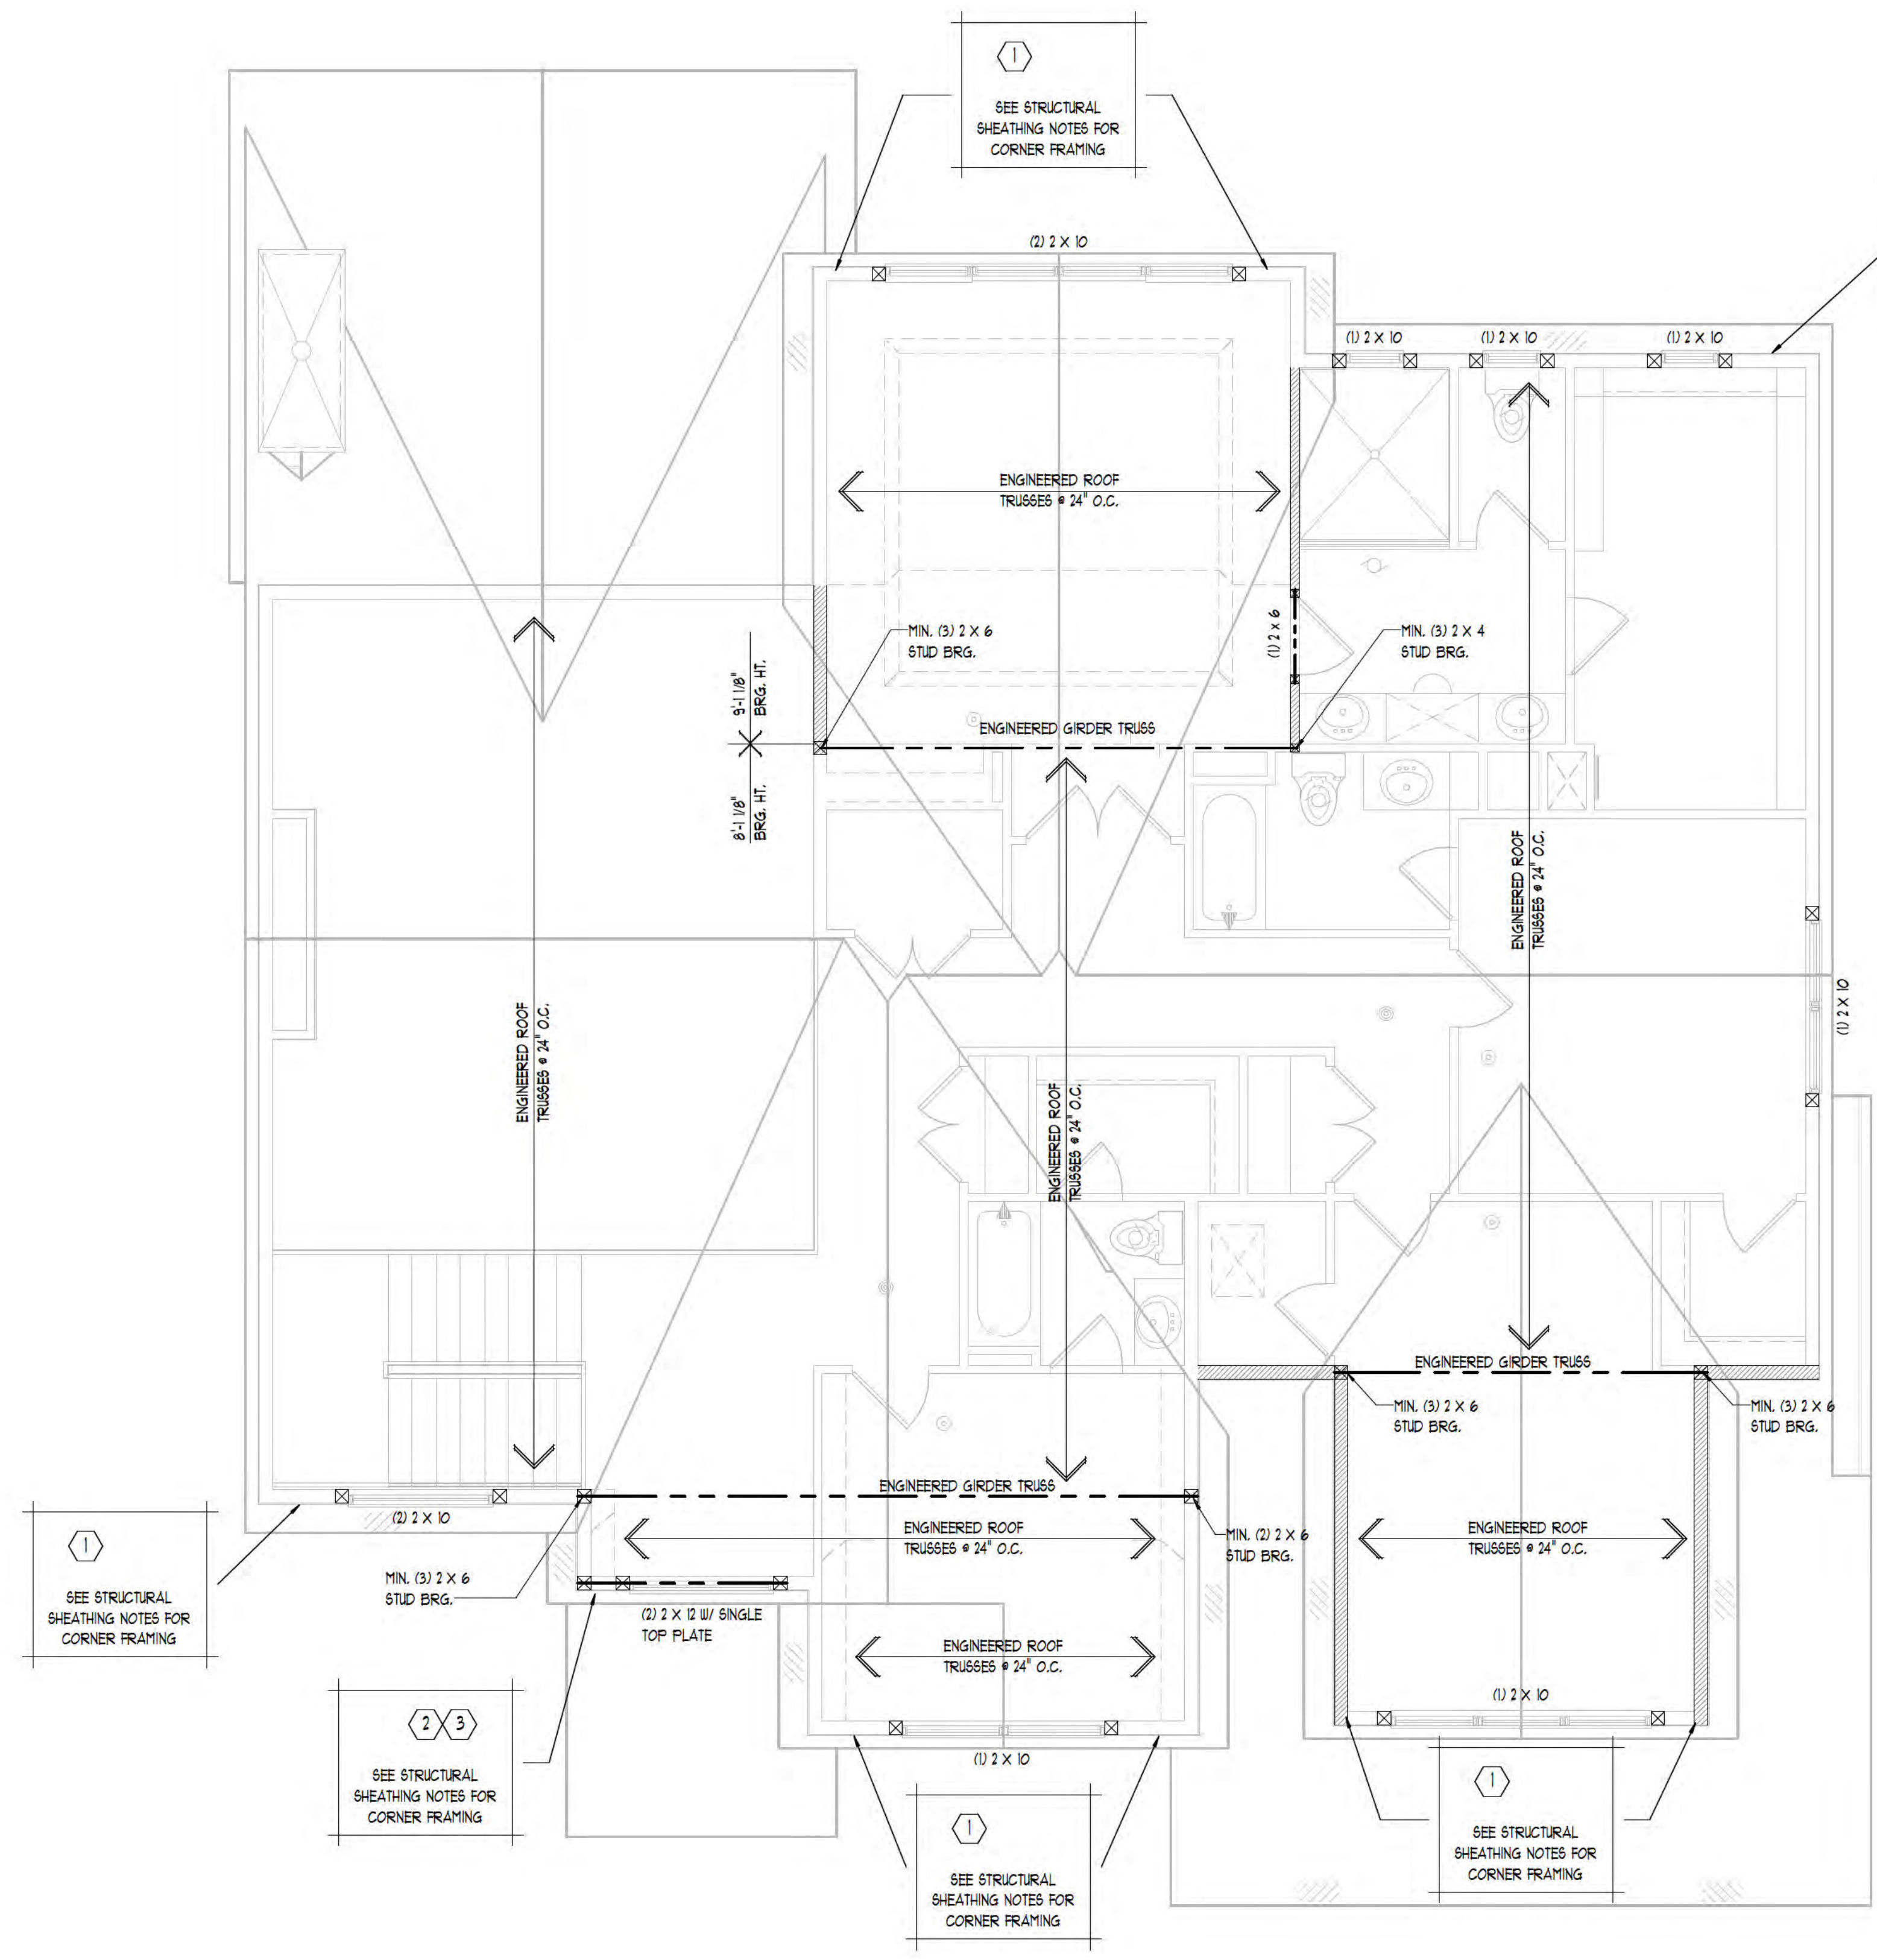 1
SEE STRUCTURAL
SHEATHING NOTES FOR
CORNER FRAMING
(2) 2 X 10
(1) 2 X 10
(1) 2 X 10
(1) 2 X 10
ENGINEERED ROOF
TRUSSES @ 24" O.C.
MIN. (3) 2 X 6
STUD BRG.
(1) 2 X 6
MIN. (3) 2 X 4
STUD BRG.
9'-1 1/8"
BRG. HT.
8'-1 1/8"
BRG. HT.
ENGINEERED GIRDER TRUSS
ENGINEERED ROOF
TRUSSES @ 24" O.C.
(1) 2 X 10
ENGINEERED ROOF
TRUSSES @ 24" O.C.
ENGINEERED ROOF
TRUSSES @ 24" O.C.
ENGINEERED GIRDER TRUSS
MIN. (3) 2 X 6
STUD BRG.
MIN. (3) 2 X 6
STUD BRG.
ENGINEERED GIRDER TRUSS
(2) 2 X 10
ENGINEERED ROOF
TRUSSES @ 24" O.C.
MIN. (2) 2 X 6
STUD BRG.
ENGINEERED ROOF
TRUSSES @ 24" O.C.
1
SEE STRUCTURAL
SHEATHING NOTES FOR
CORNER FRAMING
MIN. (3) 2 X 6
STUD BRG.
(2) 2 X 12 W/ SINGLE
TOP PLATE
ENGINEERED ROOF
TRUSSES @ 24" O.C.
(1) 2 X 10
2 3
SEE STRUCTURAL
SHEATHING NOTES FOR
CORNER FRAMING
(1) 2 X 10
1
SEE STRUCTURAL
SHEATHING NOTES FOR
CORNER FRAMING
1
SEE STRUCTURAL
SHEATHING NOTES FOR
CORNER FRAMING